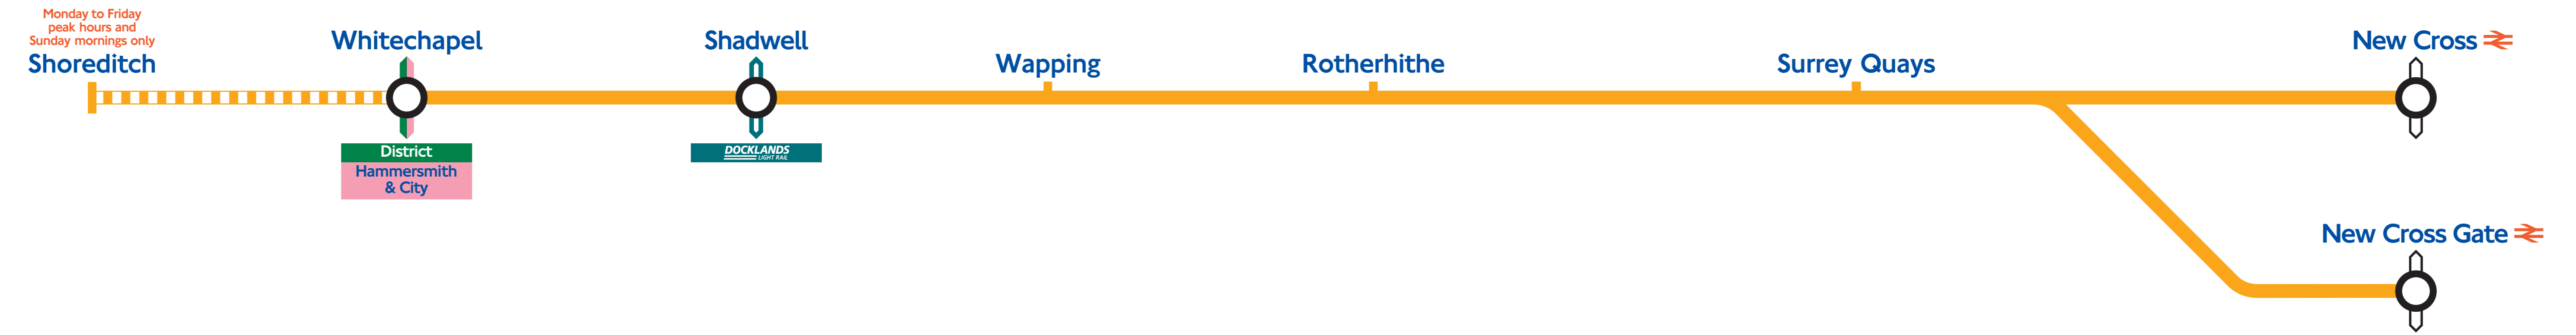 Monday to Friday
peak hours and
Sunday mornings only
Shoreditch
Whitechapel
District
Hammersmith
& City
Shadwell
DOCKLANDS
LIGHT RAIL
Wapping
Rotherhithe
Surrey Quays
New Cross
New Cross Gate